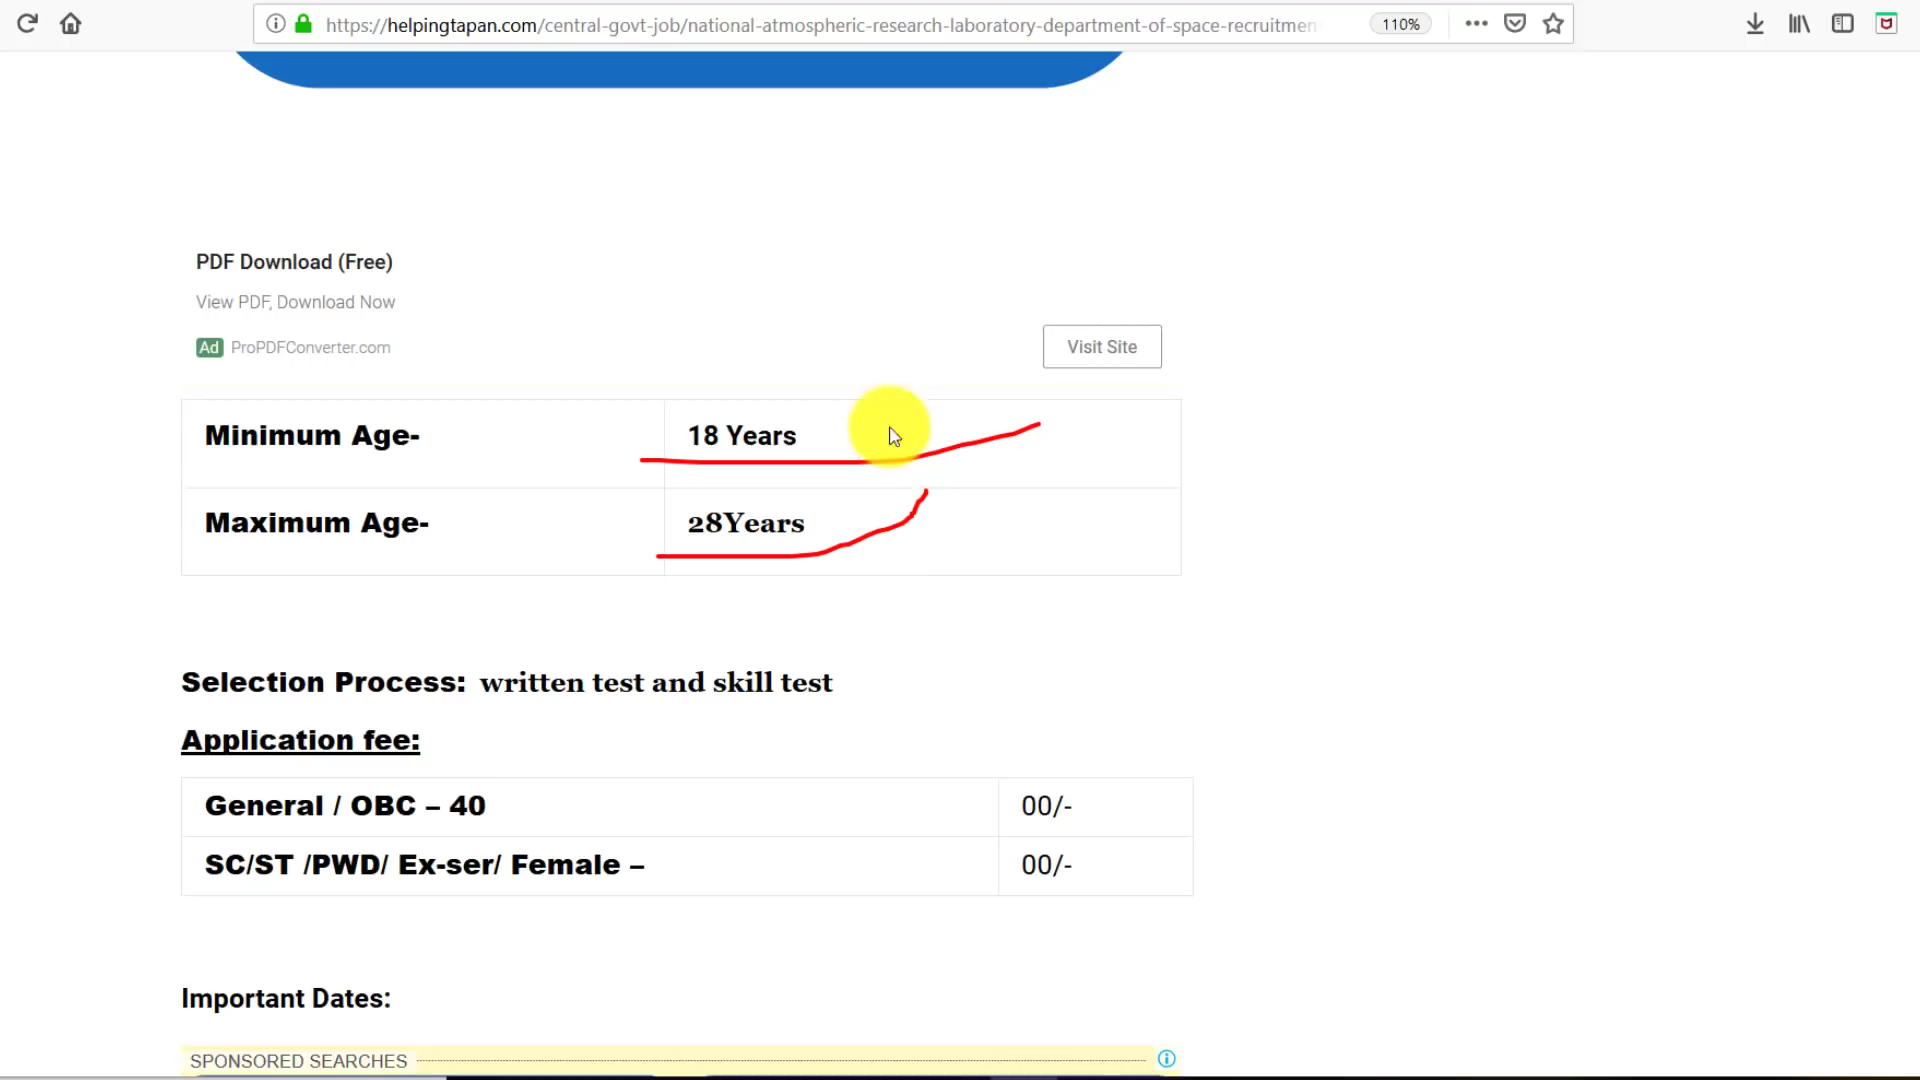 https://helpingtapan.com/central-govt-job/national-atmospheric-research-laboratory-department-of-space-recruitmen
110%
PDF Download (Free)
View PDF, Download Now
Ad ProPDFConverter.com
Visit Site
Minimum Age- 18 Years
Maximum Age- 28Years
Selection Process: written test and skill test
Application fee:
General / OBC – 40 00/-
SC/ST /PWD/ Ex-ser/ Female – 00/-
Important Dates:
SPONSORED SEARCHES